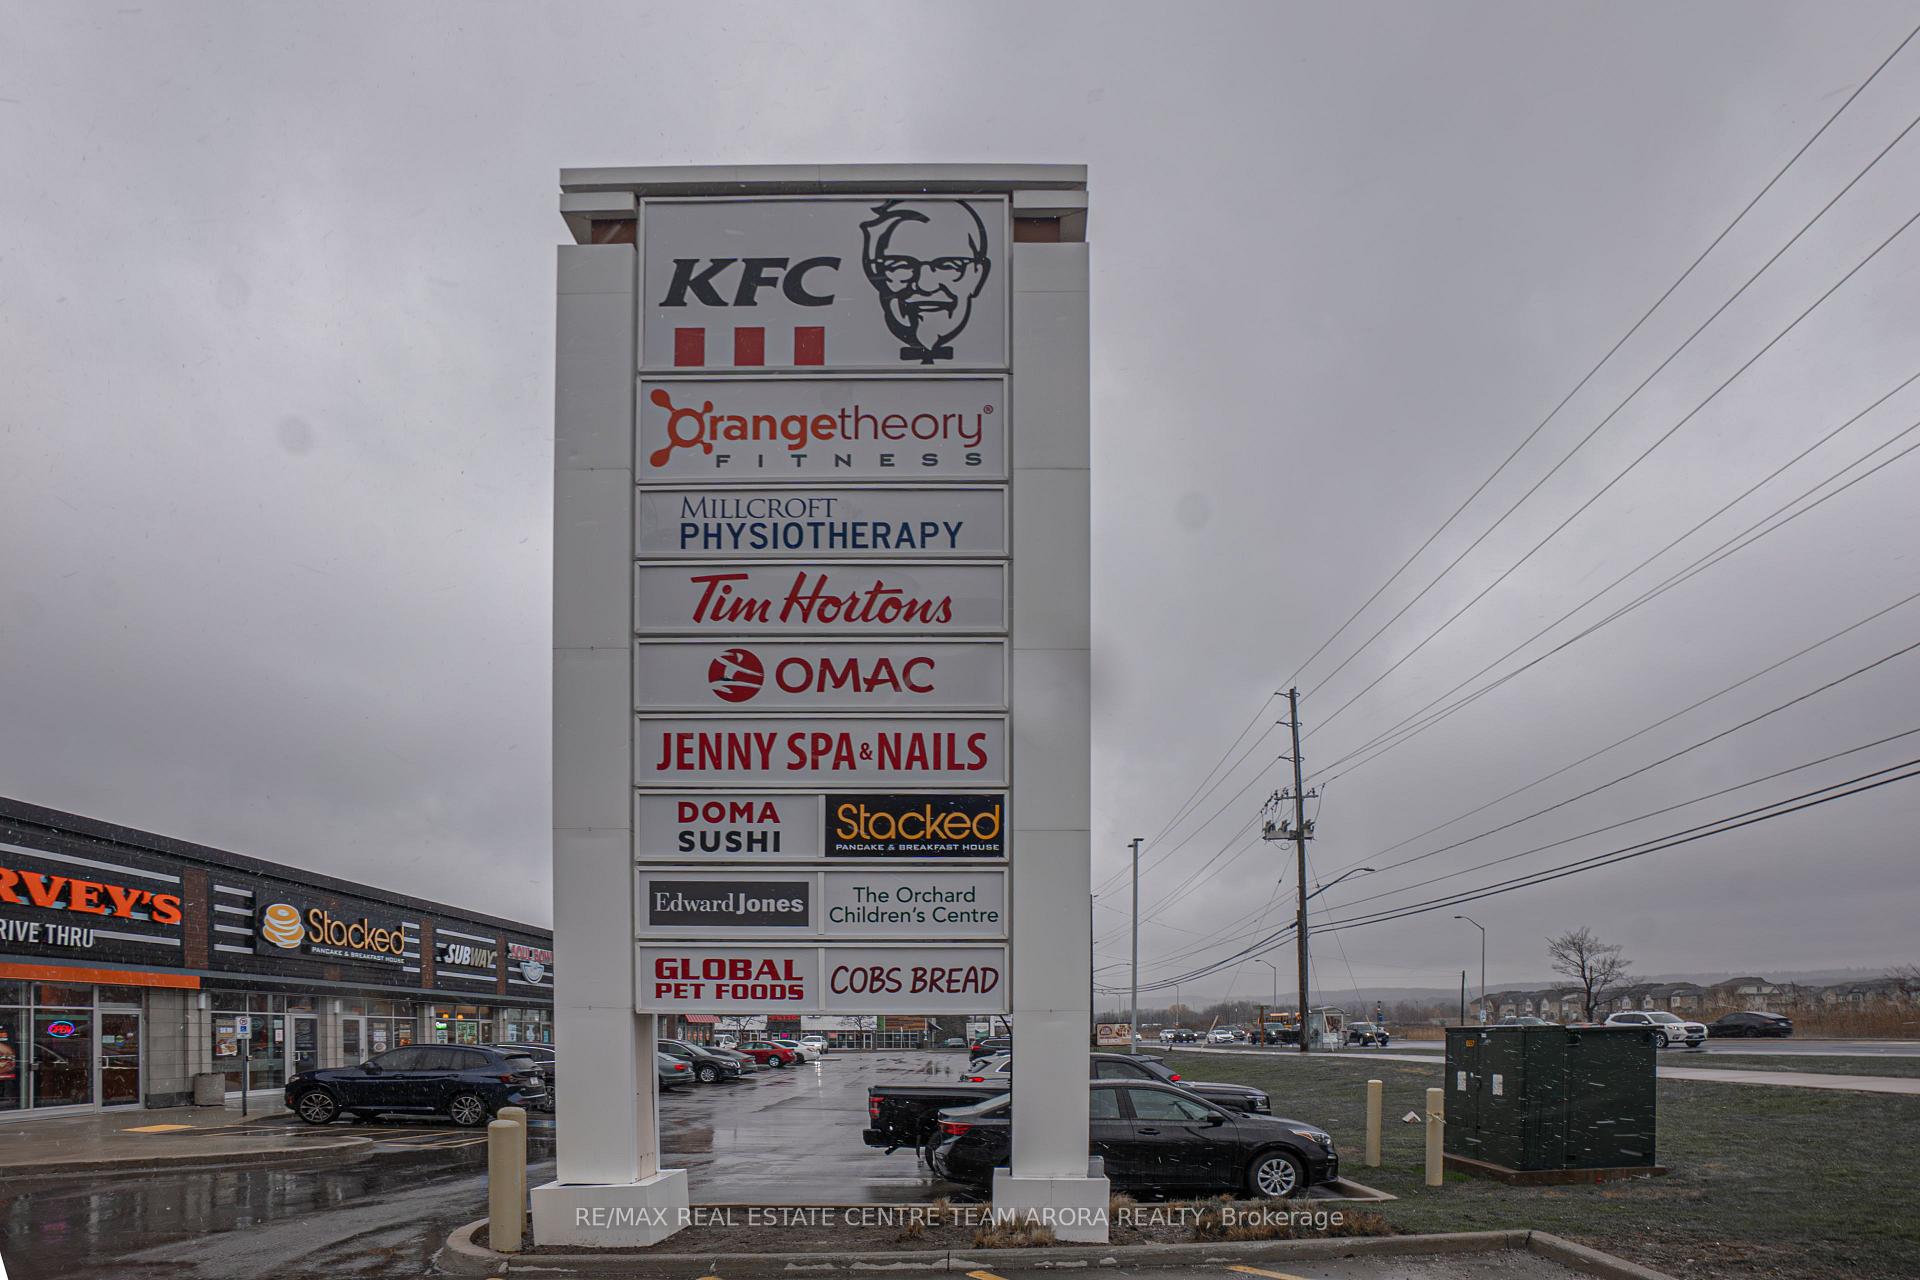 KFC
Orangetheory®
FITNESS
MILLCROFT
PHYSIOTHERAPY
Tim Hortons
OMAC
JENNY SPA & NAILS
DOMA
SUSHI
Stacked
PANCAKE & BREAKFAST HOUSE
Edward Jones
The Orchard
Children's Centre
GLOBAL
PET FOODS
COBS BREAD
RVEY'S
RIVE THRU
Stacked
PANCAKE & BREAKFAST HOUSE
SUBWAY
OPEN
RE/MAX REAL ESTATE CENTRE TEAM ARORA REALTY, Brokerage